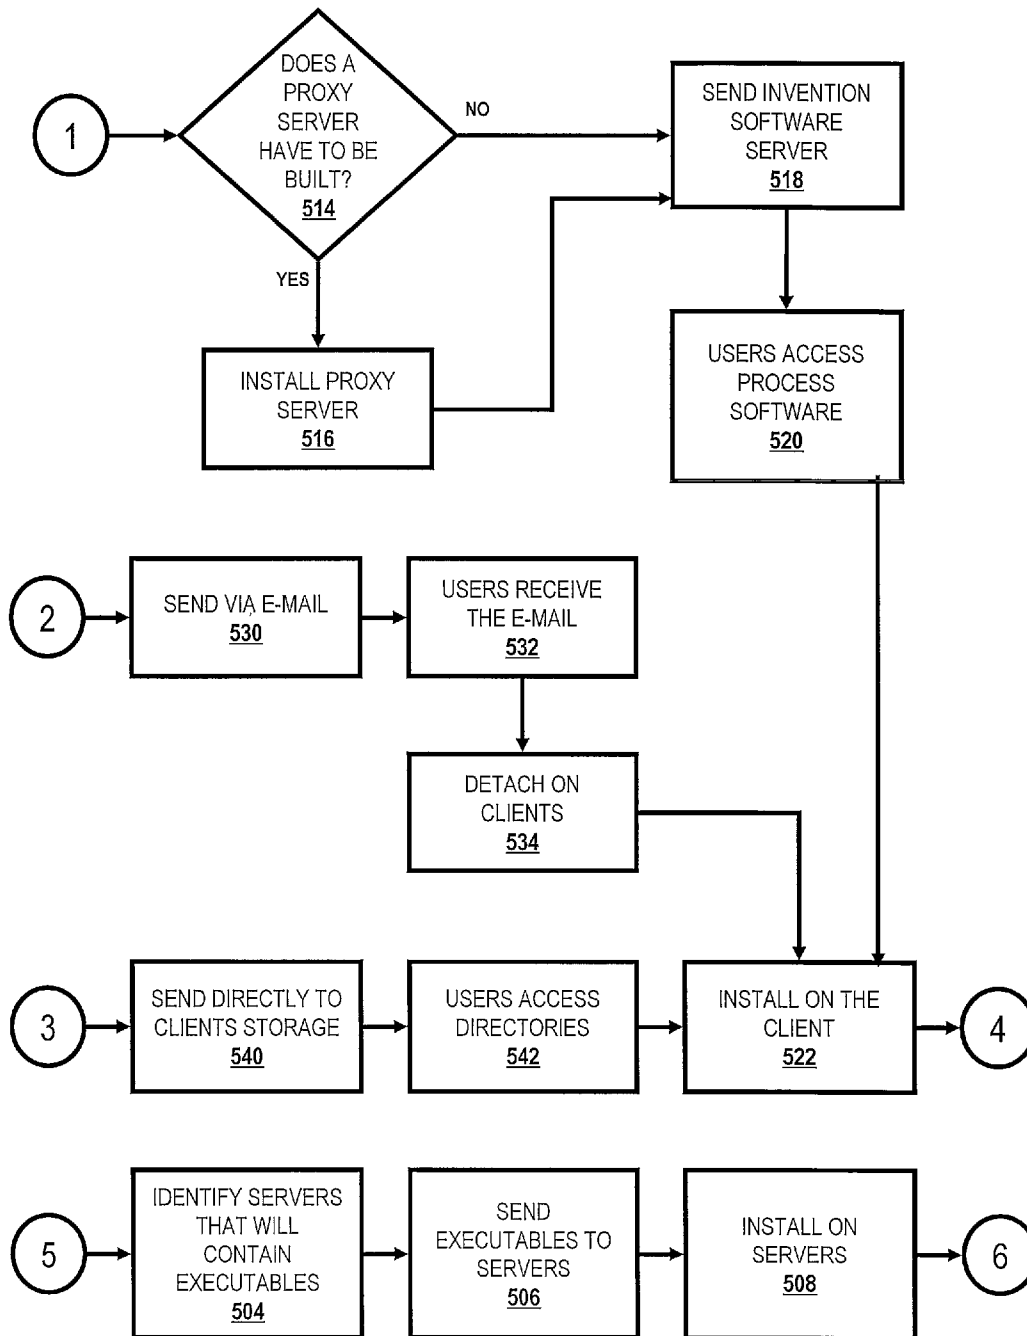 1
DOES A
PROXY
SERVER
HAVE TO BE
BUILT?
514
NO
YES
SEND INVENTION
SOFTWARE
SERVER
518
INSTALL PROXY
SERVER
516
USERS ACCESS
PROCESS
SOFTWARE
520
2
SEND VIA E-MAIL
530
USERS RECEIVE
THE E-MAIL
532
DETACH ON
CLIENTS
534
3
SEND DIRECTLY TO
CLIENTS STORAGE
540
USERS ACCESS
DIRECTORIES
542
INSTALL ON THE
CLIENT
522
4
5
IDENTIFY SERVERS
THAT WILL
CONTAIN
EXECUTABLES
504
SEND
EXECUTABLES TO
SERVERS
506
INSTALL ON
SERVERS
508
6